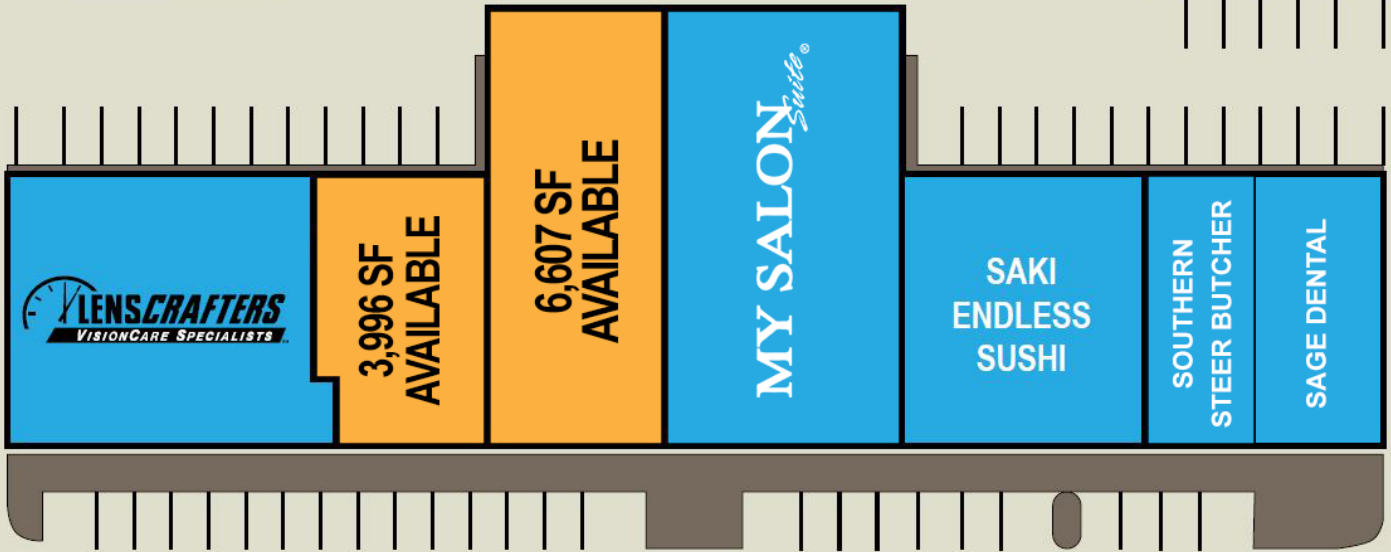 LENSCRAFTERS
VISIONCARE SPECIALISTS
3,996 SF
AVAILABLE
6,607 SF
AVAILABLE
MY SALON Suite®
SAKI
ENDLESS
SUSHI
SOUTHERN
STEER BUTCHER
SAGE DENTAL